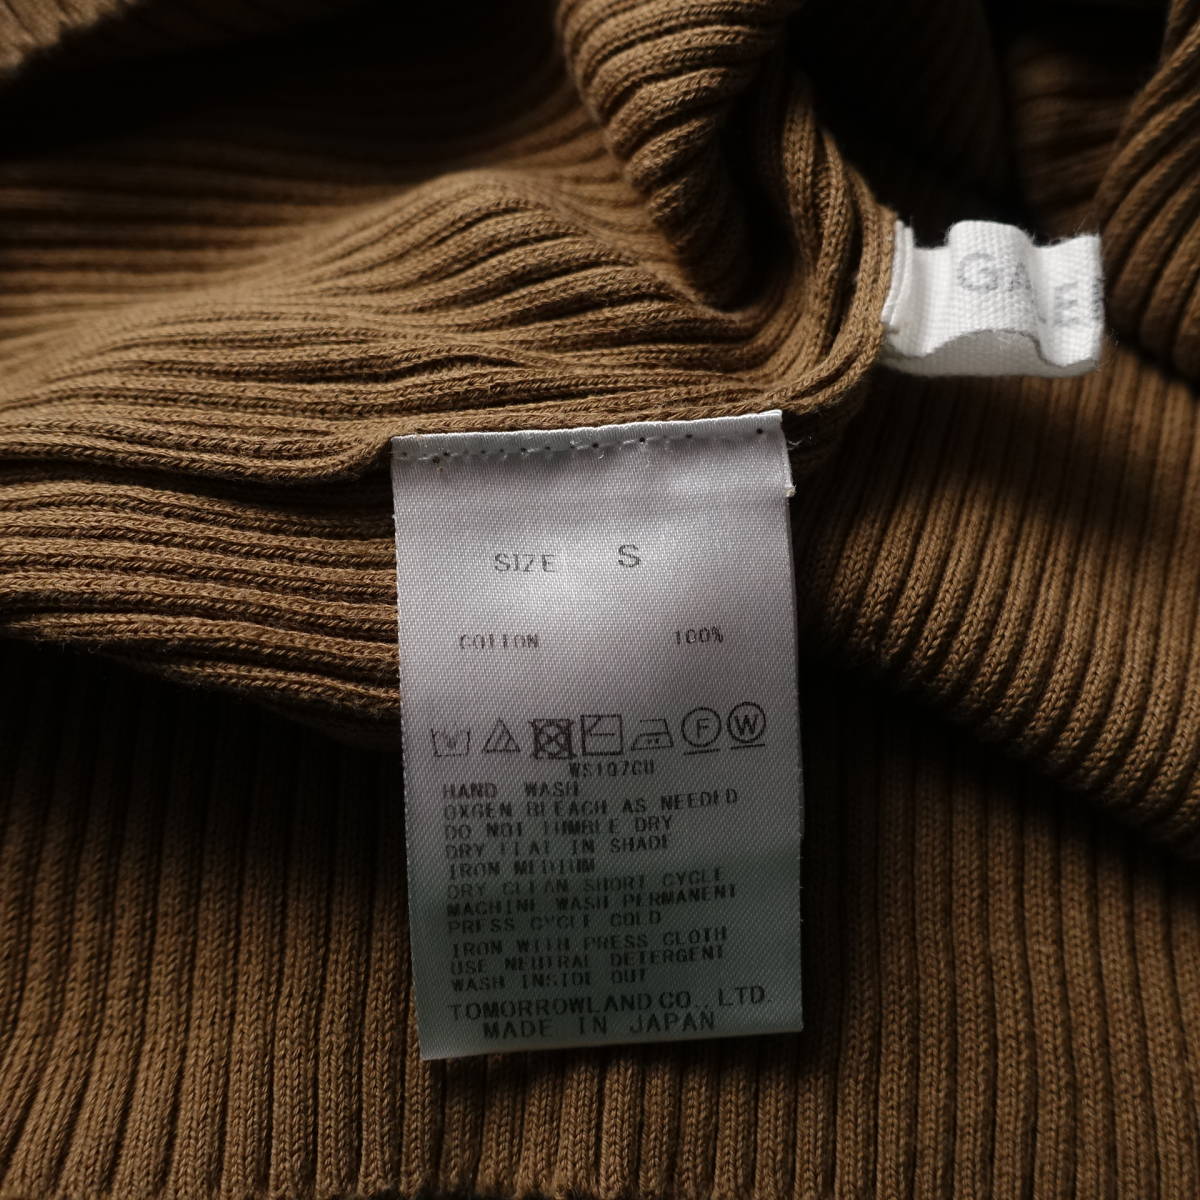 SIZE S
COTTON 100%
F W
WS107CU
HAND WASH
OXGEN BLEACH AS NEEDED
DO NOT TUMBLE DRY
DRY FLAT IN SHADE
IRON MEDIUM
DRY CLEAN SHORT CYCLE
MACHINE WASH PERMANENT
PRESS CYCLE COLD
IRON WITH PRESS CLOTH
USE NEUTRAL DETERGENT
WASH INSIDE OUT
TOMORROWLAND CO., LTD.
MADE IN JAPAN